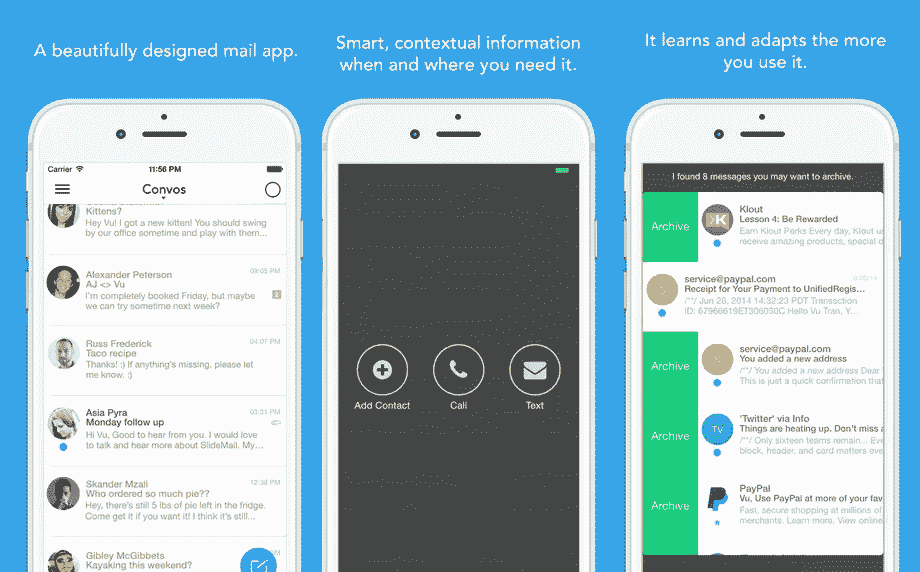 A beautifully designed mail app.
Smart, contextual information
when and where you need it.
It learns and adapts the more
you use it.
Carrier
11:56 PM
Convos
Kittens?
Hey Vu! I got a new kitten! You should swing
by our office sometime and play with them...
Alexander Peterson
09:05 PM
AJ <> Vu
I'm completely booked Friday, but maybe
we can try sometime next week?
Russ Frederick
04:07 PM
Taco recipe
Thanks! :) If anything's missing, please let
me know. :)
Asia Pyra
03:31 PM
Monday follow up
Hi Vu, Good to hear from you. I would love
to talk and hear more about SlideMail. My...
Skander Mzali
12:38 PM
Who ordered so much pie??
Hey, there's still 5 lbs of pie left in the fridge.
Come get it if you want it! I think it's still...
Gibley McGibbets
Kayaking this weekend?
Add Contact
Call
Text
I found 8 messages you may want to archive.
Archive
Klout
Lesson 4: Be Rewarded
Earn Klout Perks Every day, Klout us
receive amazing products, special d
service@paypal.com
Receipt for Your Payment to UnifiedRegis...
/**/ Jun 26, 2014 14:32:23 PDT Transaction
ID: 67966619ET306030C Hello Vu Tran, Y...
Archive
service@paypal.com
You added a new address
/**/ You added a new address Dear
This is just a quick confirmation that
Archive
TV
'Twitter' via Info
Things are heating up. Don't miss a
/**/ Only sixteen teams remain... Eve
block, header, and card matters eve
Archive
PayPal
Vu, Use PayPal at more of your fav
Fast, secure shopping at millions of
merchants. Learn more. View online